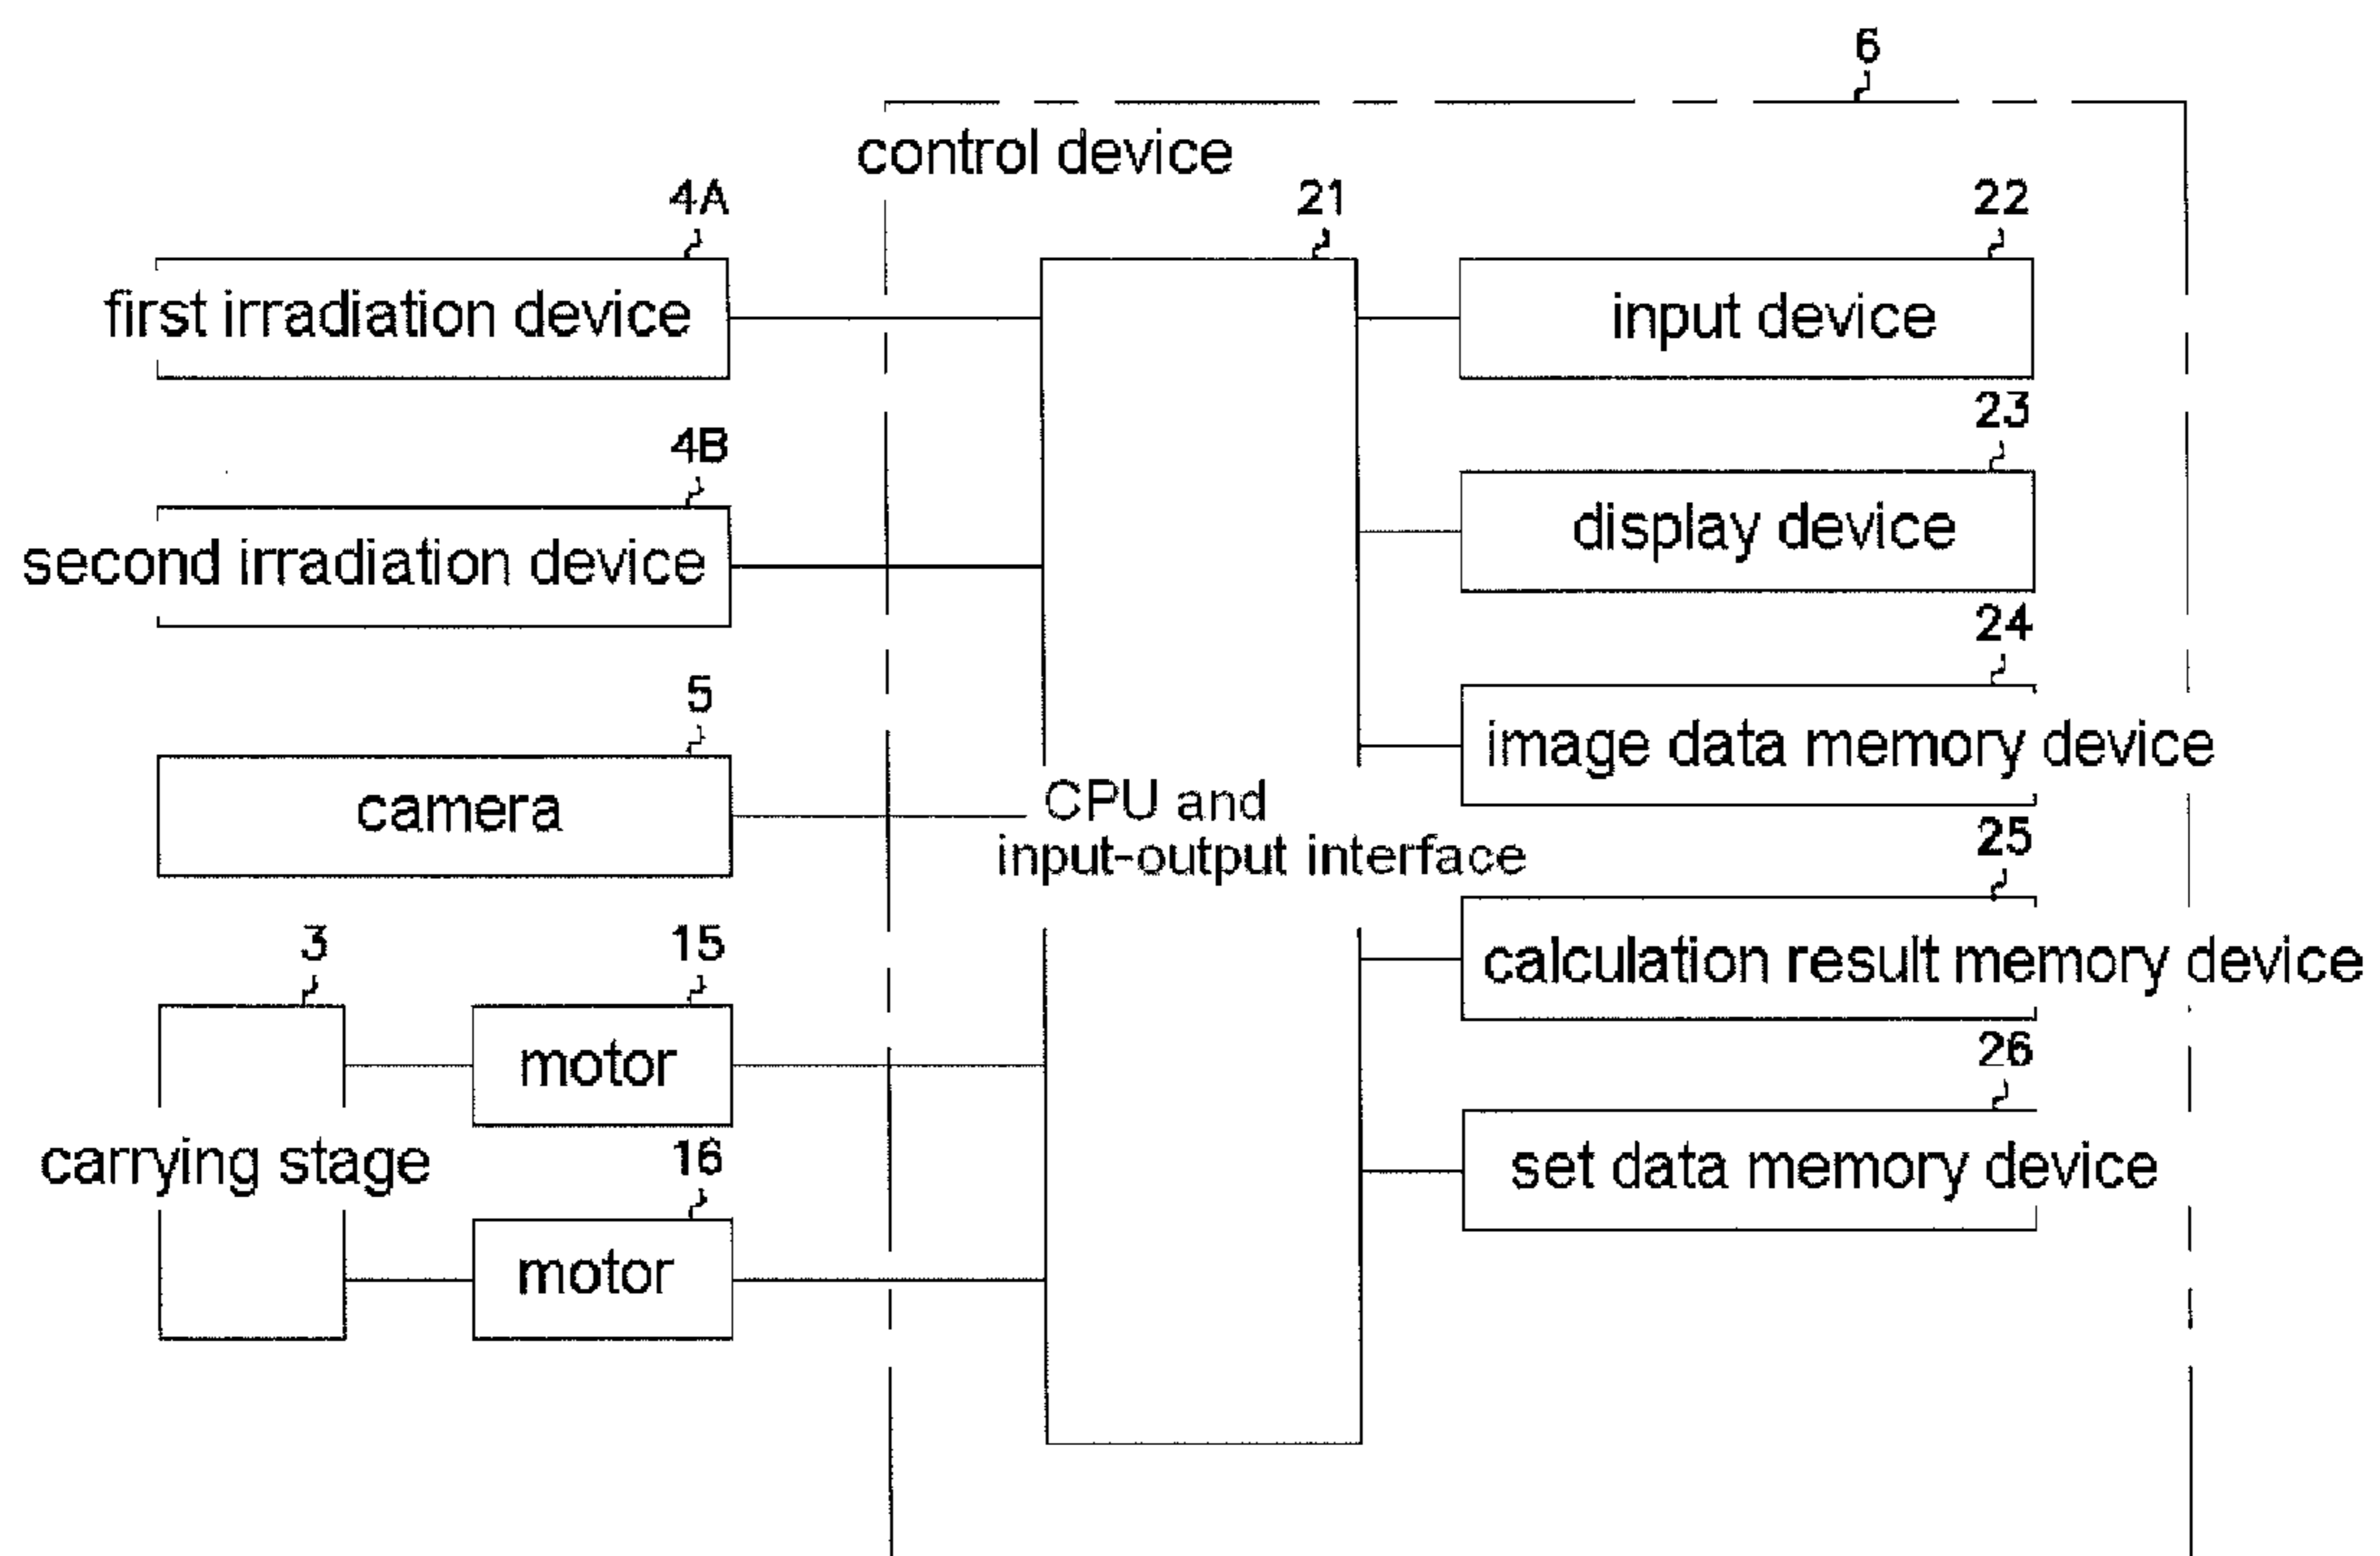 6
control device
4A
21
22
first irradiation device
input device
23
4B
display device
second irradiation device
24
5
image data memory device
camera
CPU and
input-output interface
25
3
15
calculation result memory device
26
motor
carrying stage
16
set data memory device
motor